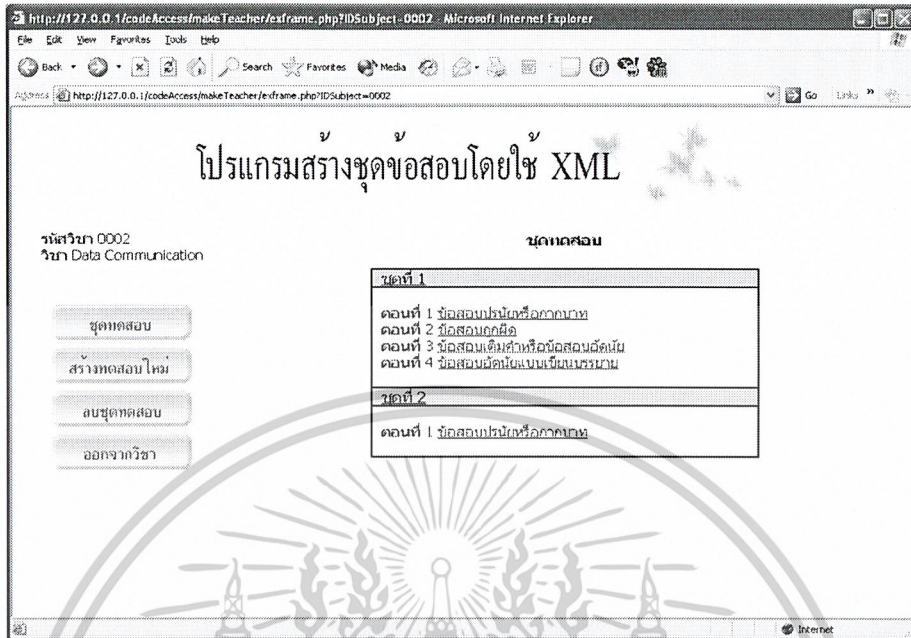 http://127.0.0.1/codeAccess/makeTeacher/exframe.php?IDSubject=0002 - Microsoft Internet Explorer
File Edit View Favorites Tools Help
Back Search Favorites Media
Address http://127.0.0.1/codeAccess/makeTeacher/exframe.php?IDSubject=0002 Go Links »
โปรแกรมสร้างชุดข้อสอบโดยใช้ XML
รหัสวิชา 0002
วิชา Data Communication
ชุดทดสอบ
สร้างทดสอบใหม่
ลบชุดทดสอบ
ออกจากวิชา
ชุดทดสอบ
ชุดที่ 1
ตอนที่ 1 ข้อสอบปรนัยหรือกากบาท
ตอนที่ 2 ข้อสอบถูกผิด
ตอนที่ 3 ข้อสอบเติมคำหรือข้อสอบอัตนัย
ตอนที่ 4 ข้อสอบอัตนัยแบบเขียนบรรยาย
ชุดที่ 2
ตอนที่ 1 ข้อสอบปรนัยหรือกากบาท
Internet